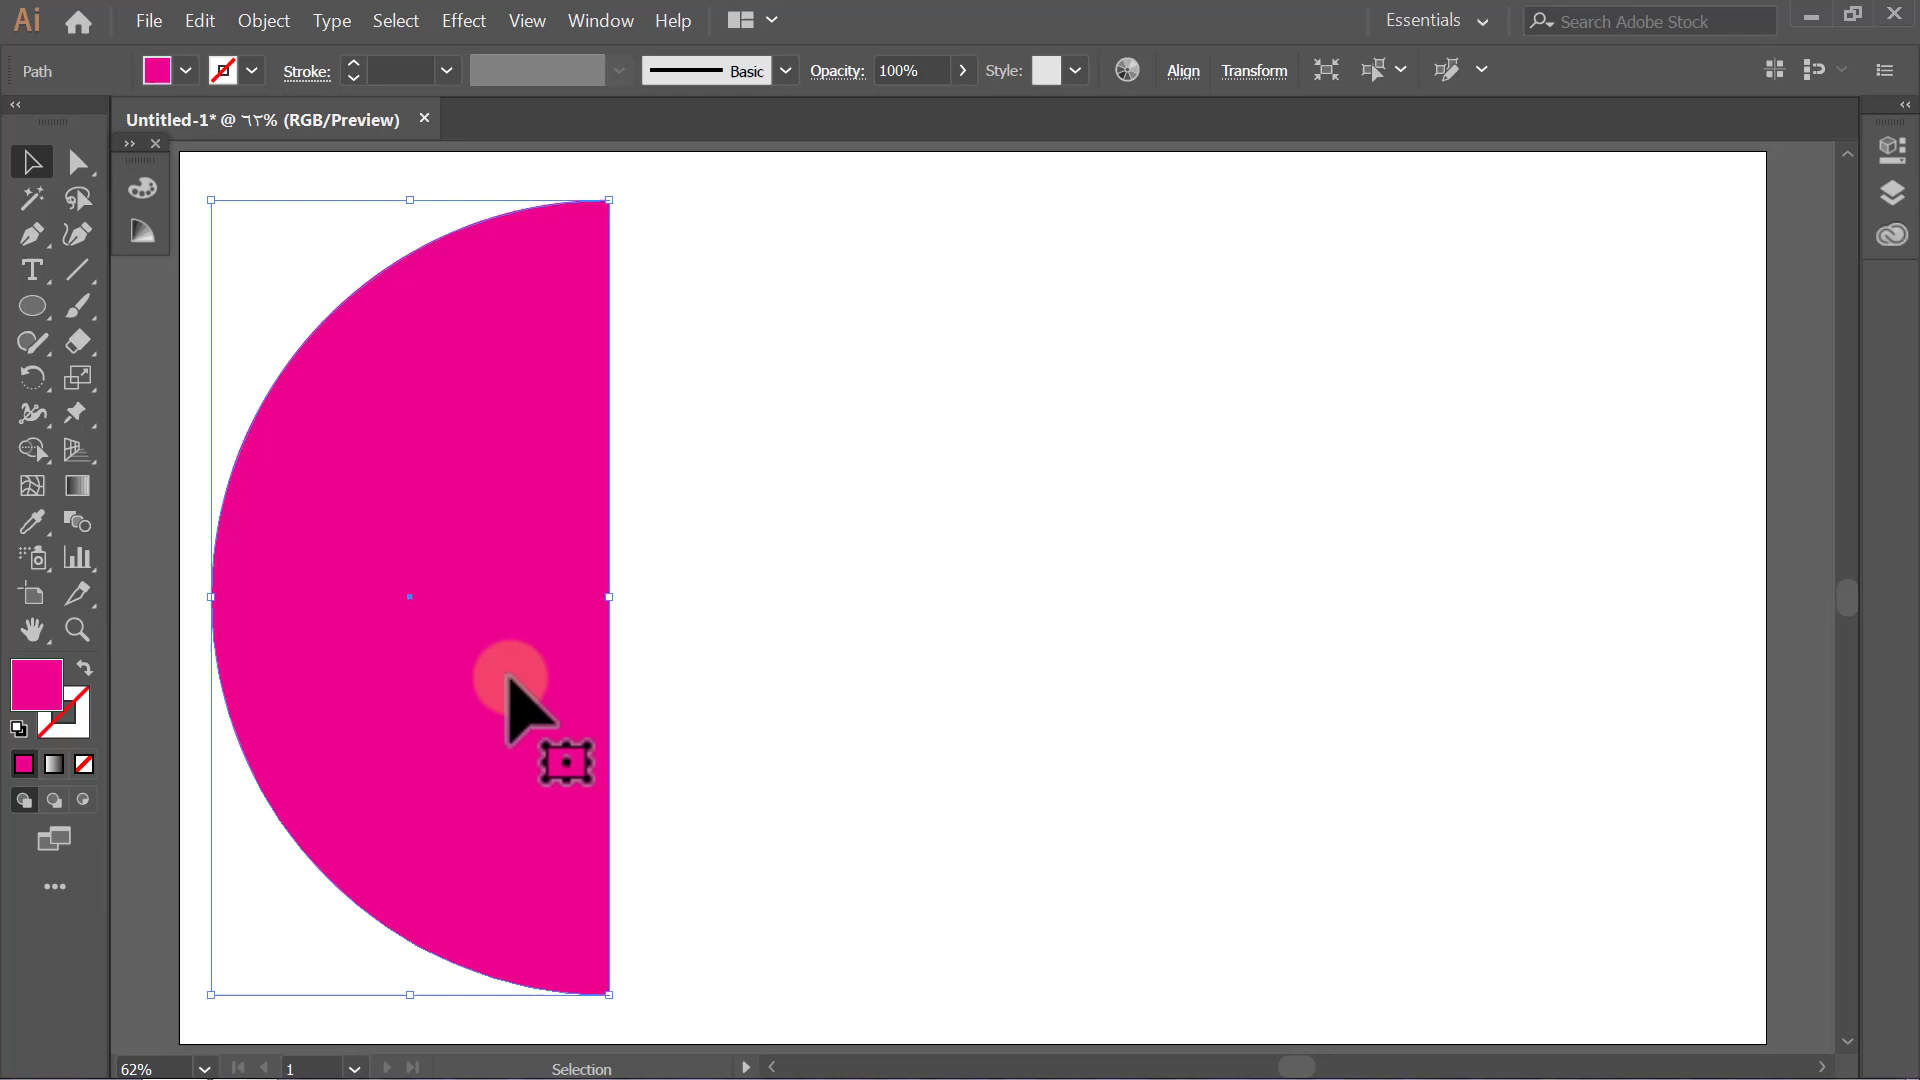 Ai File Edit Object Type Select Effect View Window Help Essentials Search Adobe Stock
Path Stroke: Basic Opacity: 100% Style: Align Transform
Untitled-1* @ ٦٢% (RGB/Preview)
T
62% 1 Selection